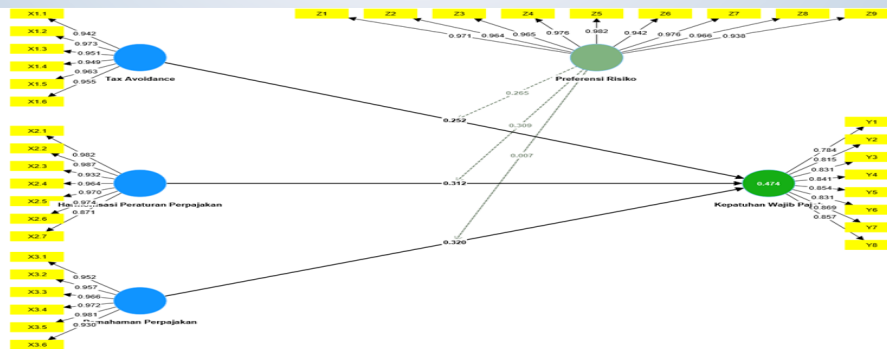 Z1 Z2 Z3 Z4 Z5 Z6 Z7 Z8 Z9
0.971 0.964 0.965 0.976 0.982 0.942 0.976 0.966 0.938
Preferensi Risiko
X1.1
X1.2
X1.3
X1.4
X1.5
X1.6
0.942
0.973
0.951
0.949
0.963
0.955
Tax Avoidance
0.265
0.309
0.007
0.252
0.312
0.320
X2.1
X2.2
X2.3
X2.4
X2.5
X2.6
X2.7
0.982
0.987
0.932
0.964
0.970
0.974
0.871
Peraturan Perpajakan
X3.1
X3.2
X3.3
X3.4
X3.5
X3.6
0.952
0.957
0.966
0.972
0.981
0.930
Perpajakan
0.474
Kepatuhan Wajib
0.784
0.815
0.831
0.841
0.854
0.831
0.869
0.857
Y1
Y2
Y3
Y4
Y5
Y6
Y7
Y8